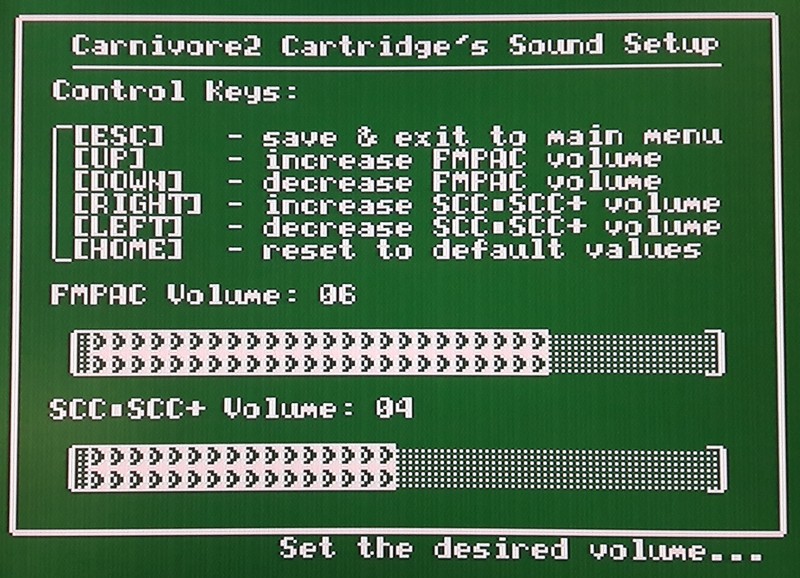 Carnivore2 Cartridge's Sound Setup
Control Keys:
[ESC] - save & exit to main menu
[UP] - increase FMPAC volume
[DOWN] - decrease FMPAC volume
[RIGHT] - increase SCC▪SCC+ volume
[LEFT] - decrease SCC▪SCC+ volume
[HOME] - reset to default values
FMPAC Volume: 06
SCC▪SCC+ Volume: 04
Set the desired volume...